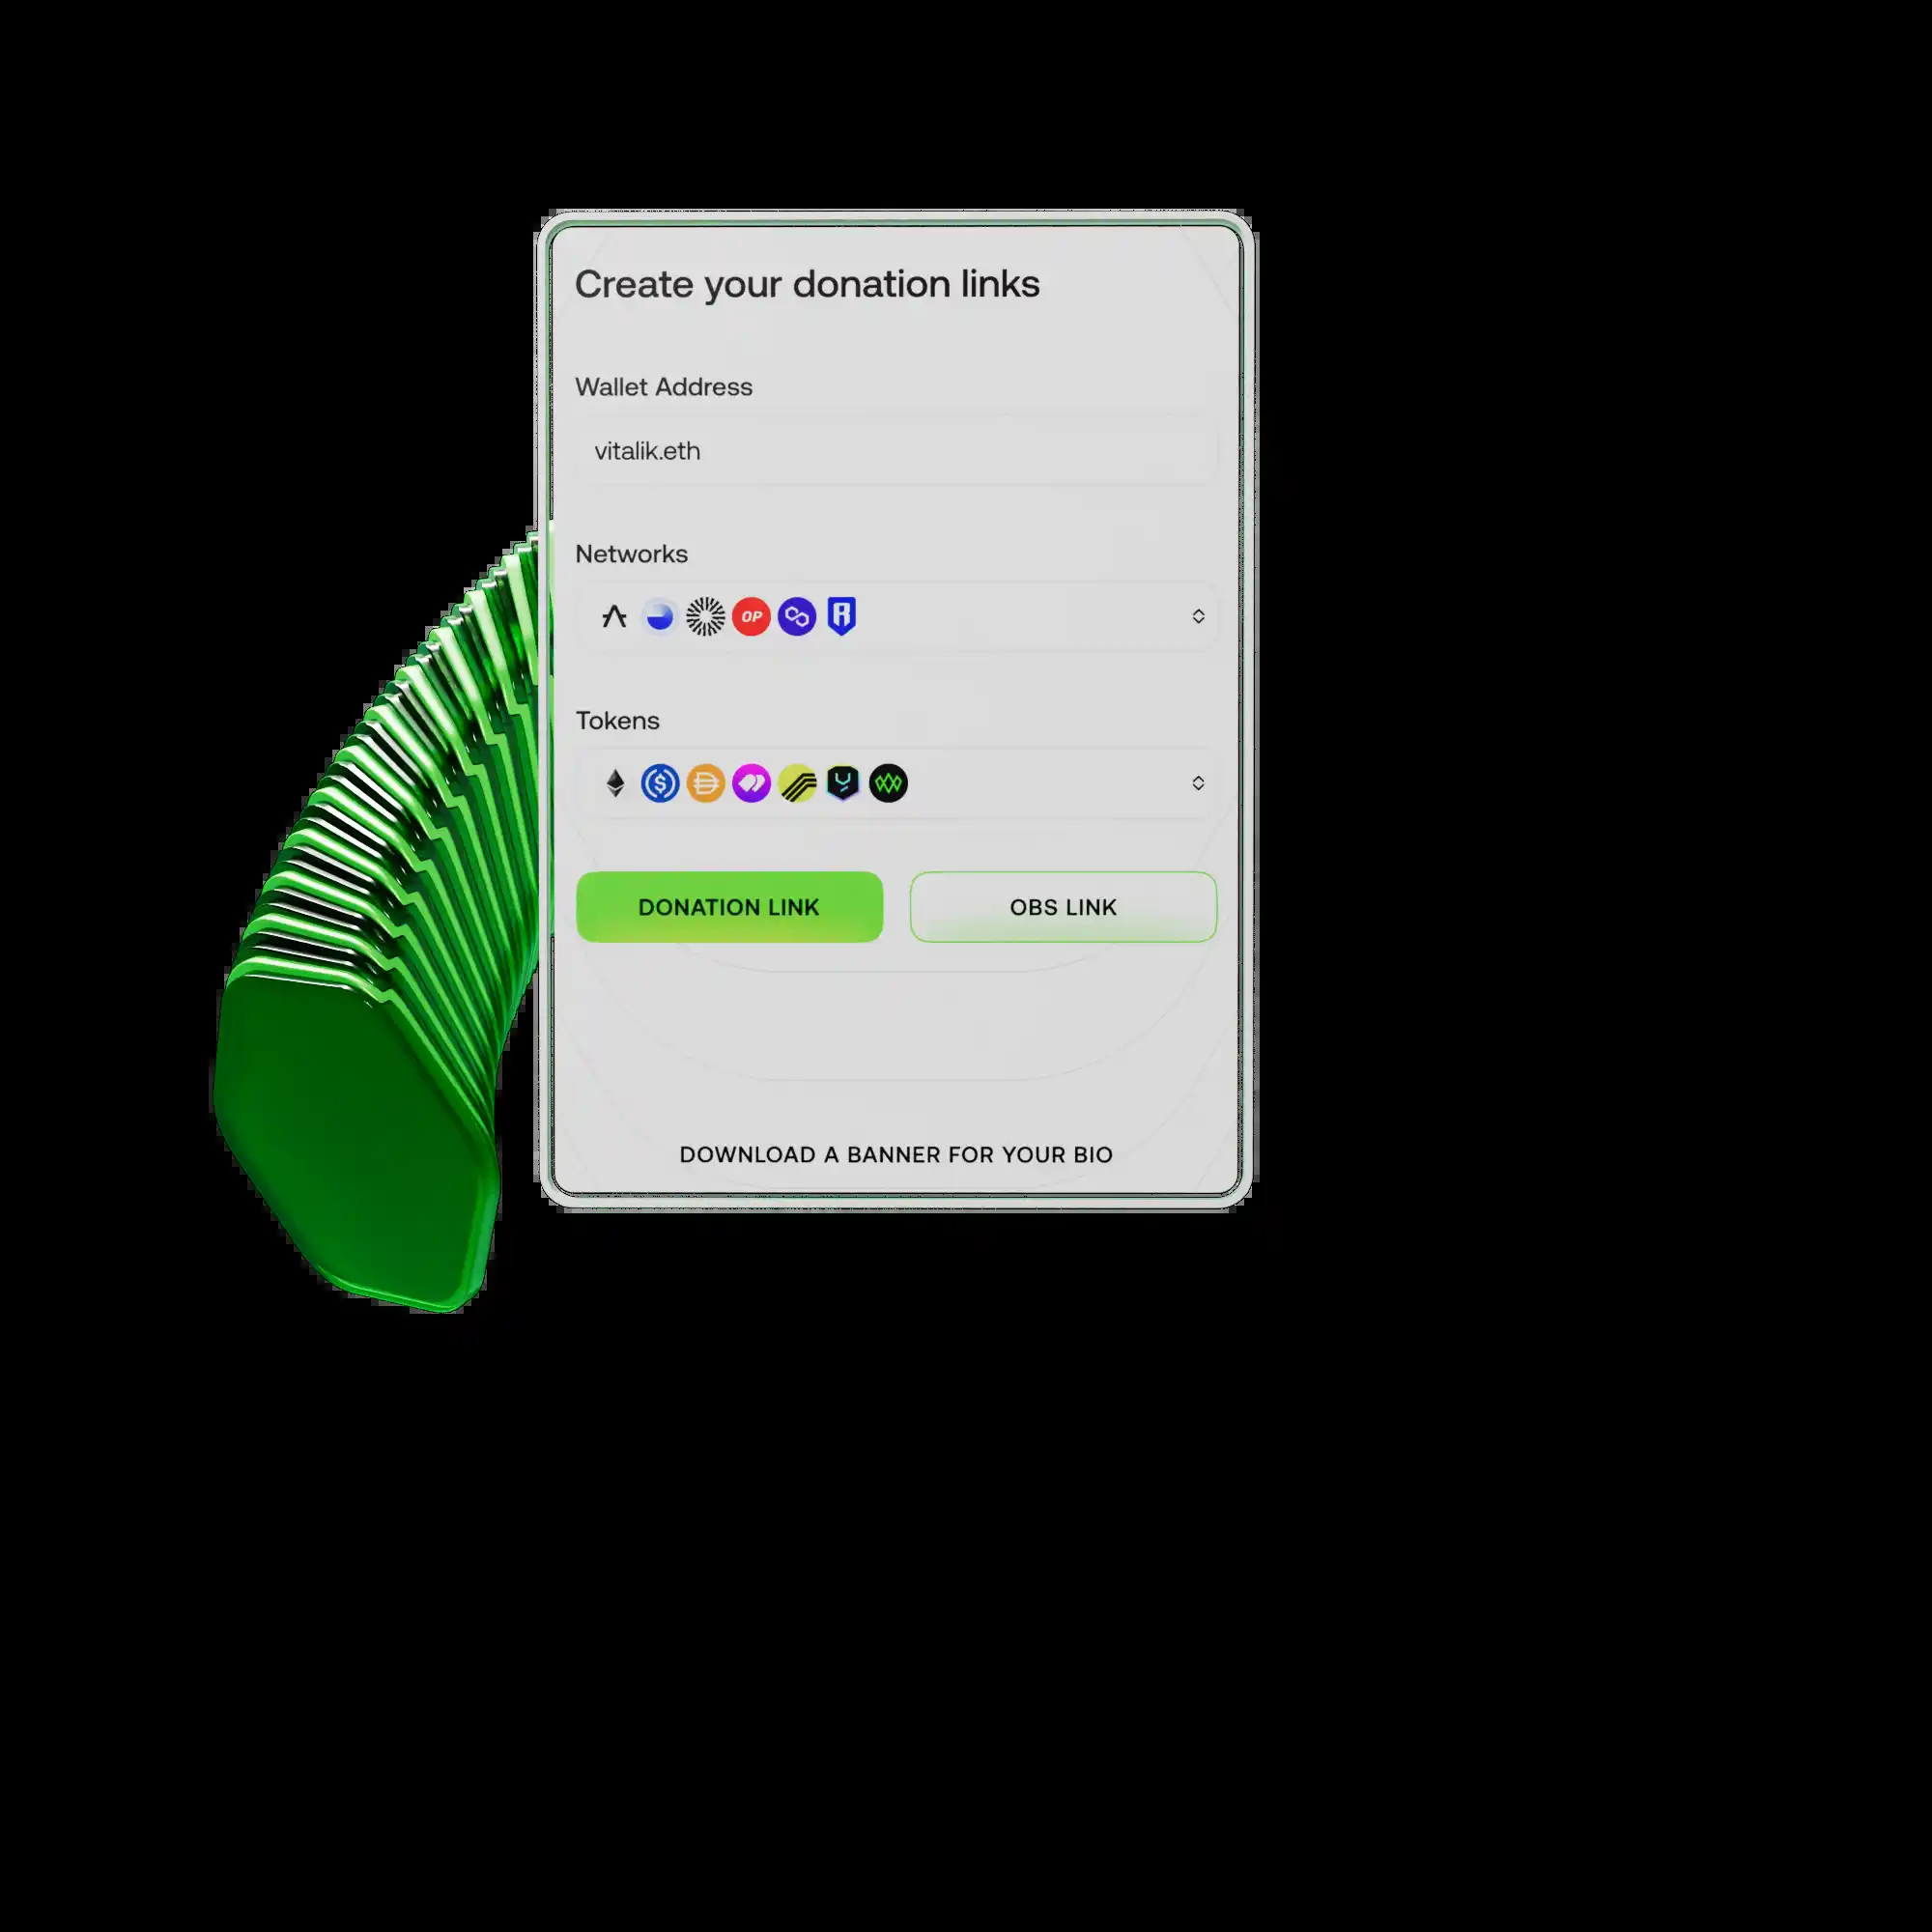 Create your donation links
Wallet Address
vitalik.eth
Networks
OP
Tokens
DONATION LINK
OBS LINK
DOWNLOAD A BANNER FOR YOUR BIO